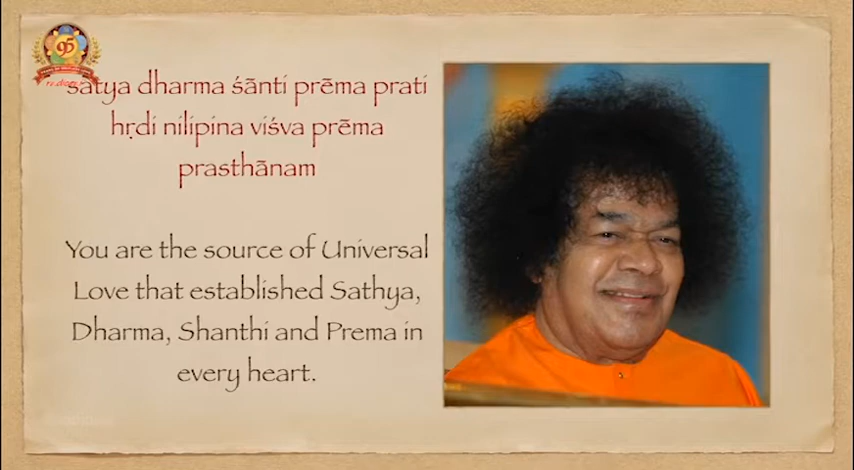 95
satya dharma śānti prēma prati
hṛdi nilipina viśva prēma
prasthānam
You are the source of Universal
Love that established Sathya,
Dharma, Shanthi and Prema in
every heart.